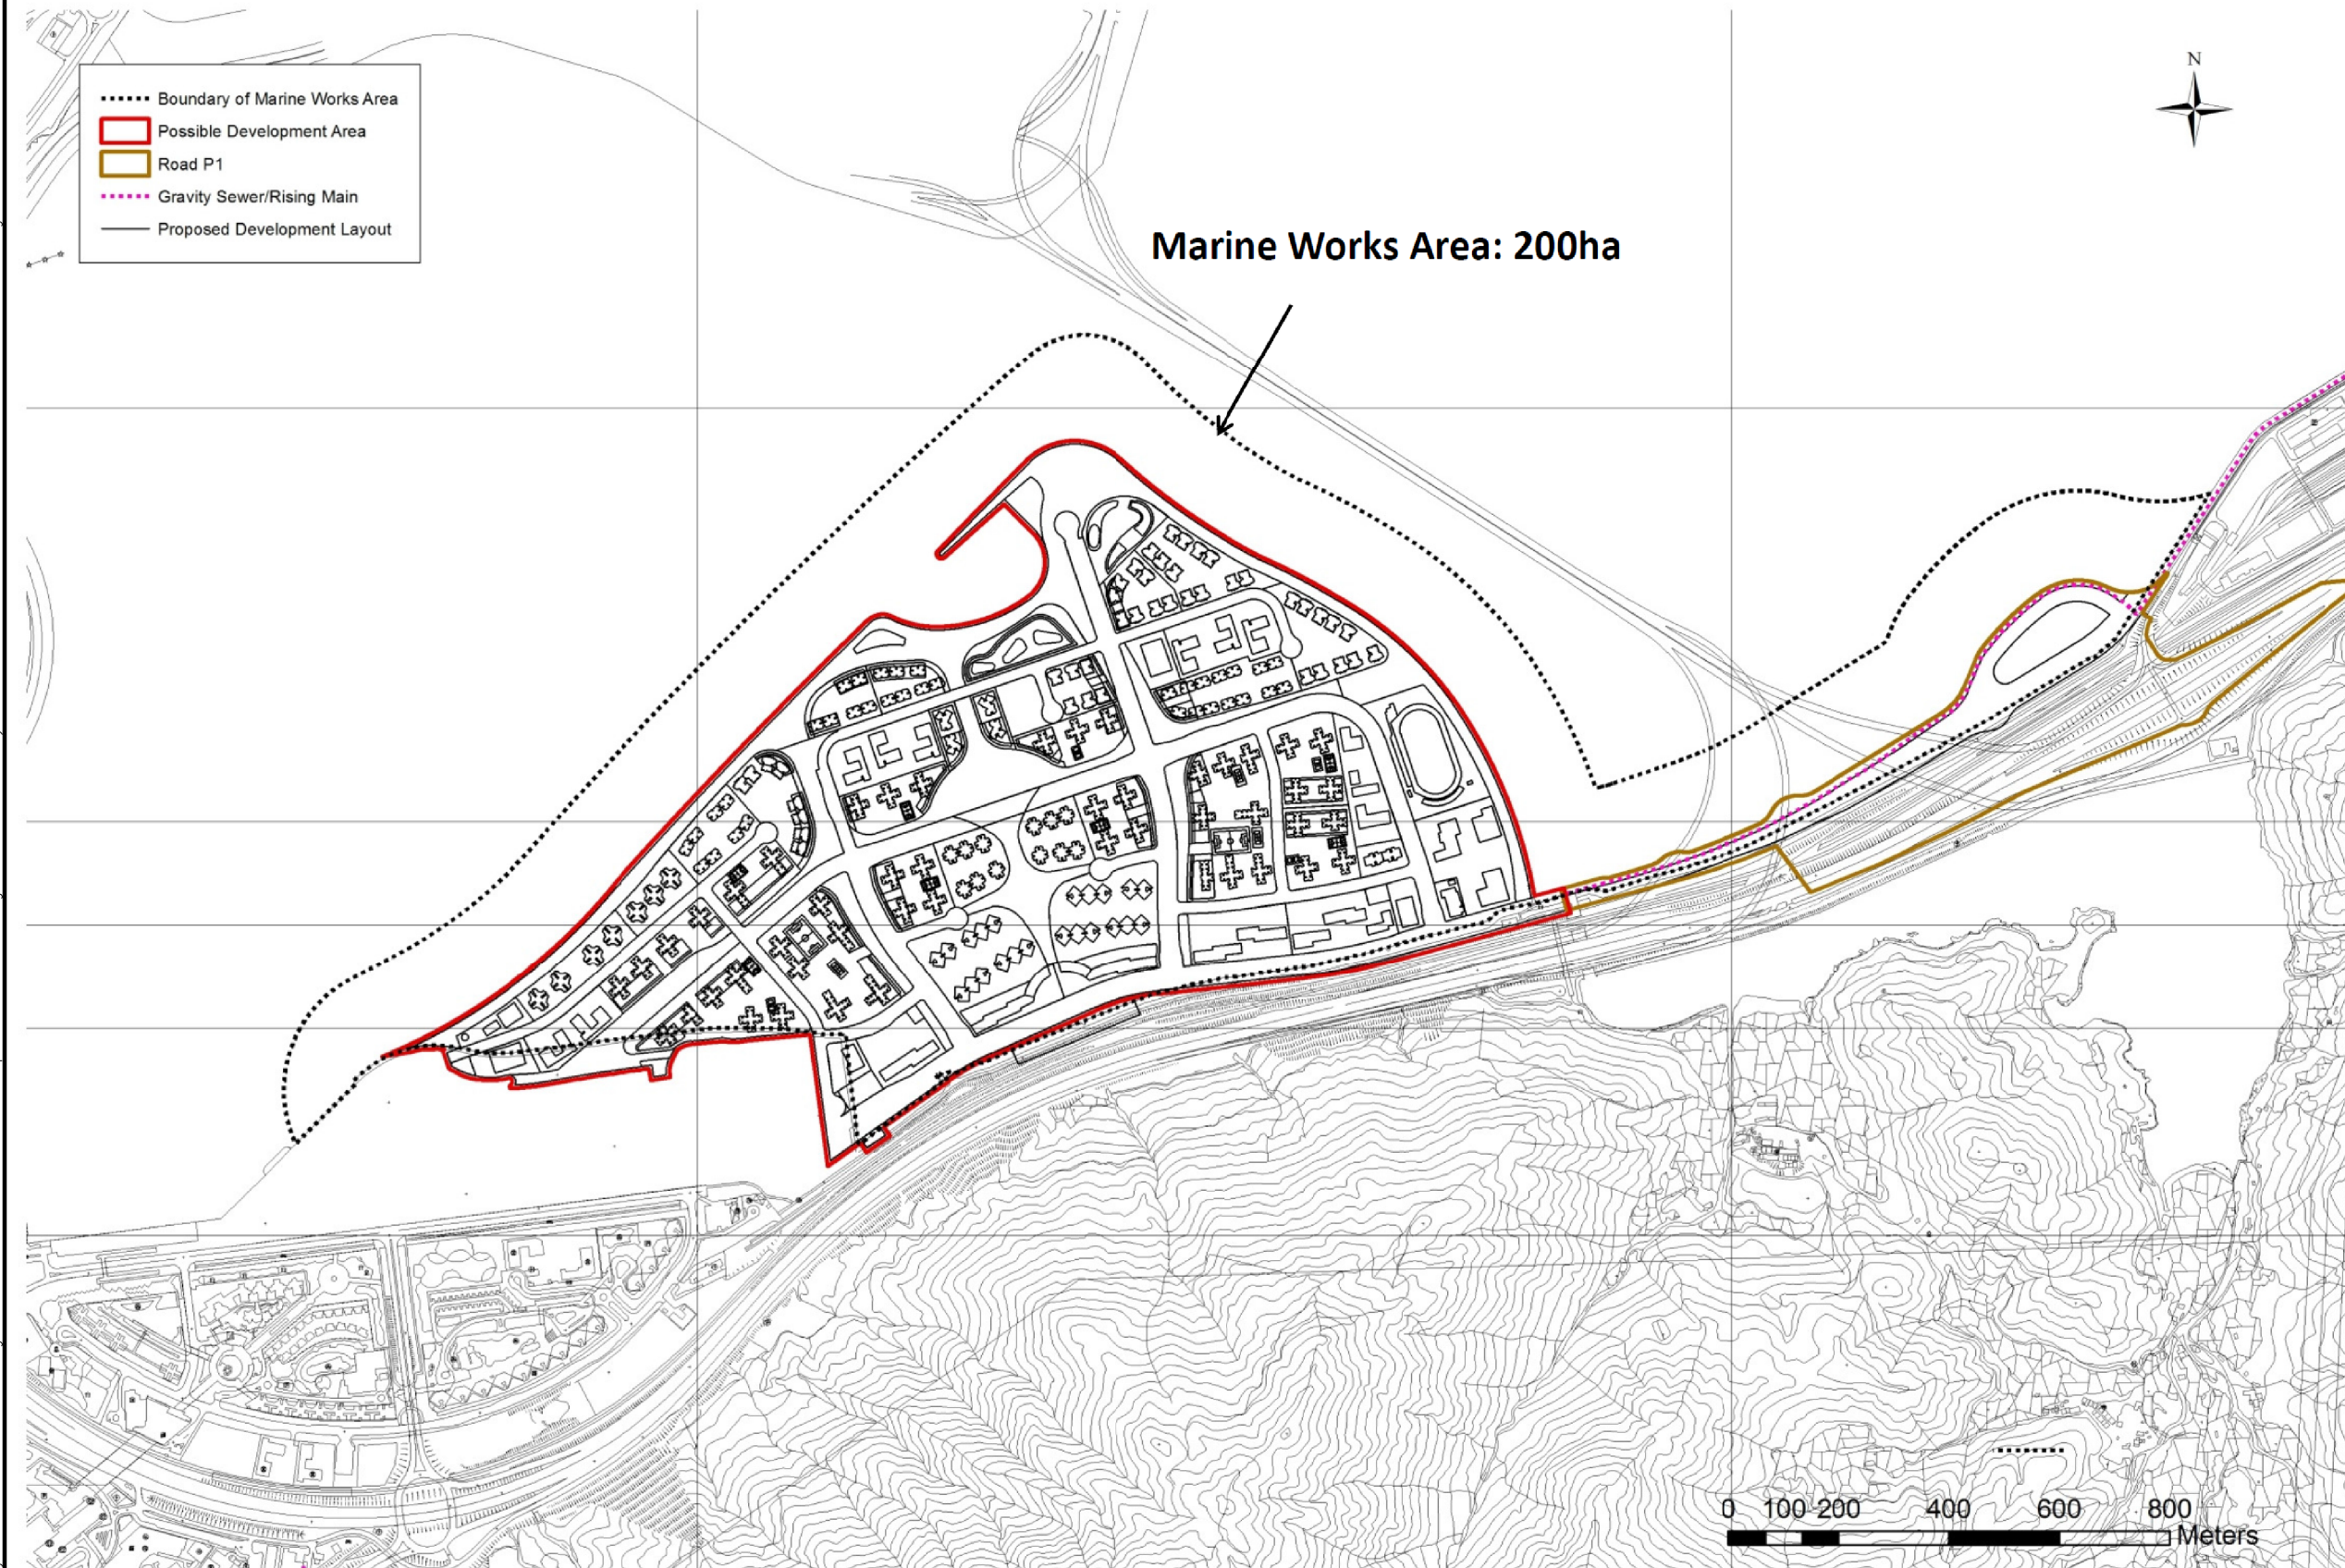 Boundary of Marine Works Area
Possible Development Area
Road P1
Gravity Sewer/Rising Main
Proposed Development Layout
N
Marine Works Area: 200ha
0 100 200 400 600 800
Meters